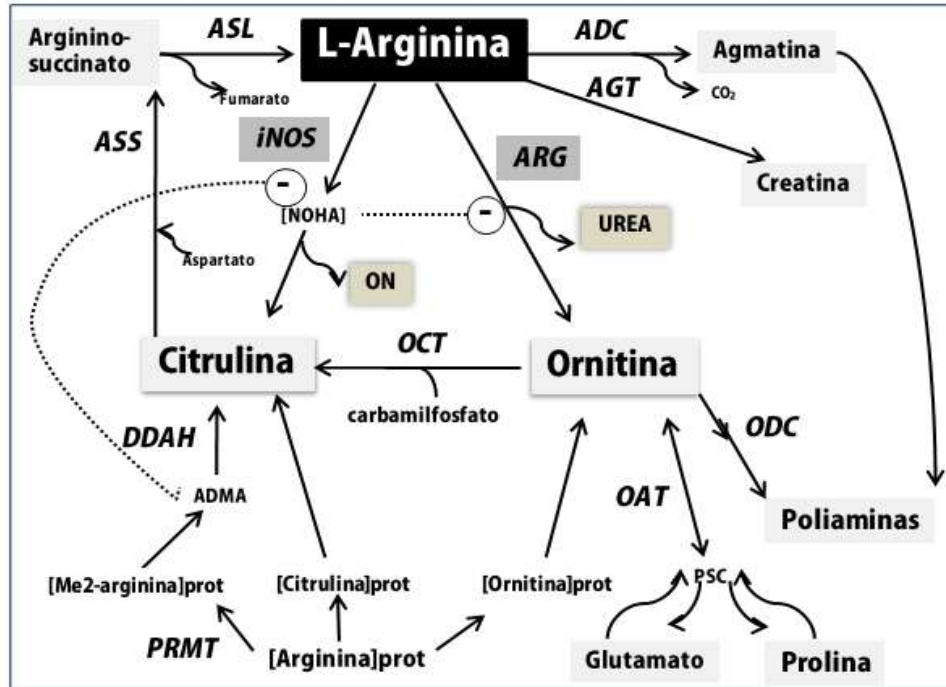 Arginino-
succinato
ASL
L-Arginina
ADC
Agmatina
Fumarato
AGT
CO₂
ASS
iNOS
ARG
Creatina
-
[NOHA]
-
UREA
Aspartato
ON
Citrulina
OCT
Ornitina
carbamilfosfato
DDAH
ODC
ADMA
OAT
Poliaminas
[Me2-arginina]prot
[Citrulina]prot
[Ornitina]prot
PSC
PRMT
[Arginina]prot
Glutamato
Prolina